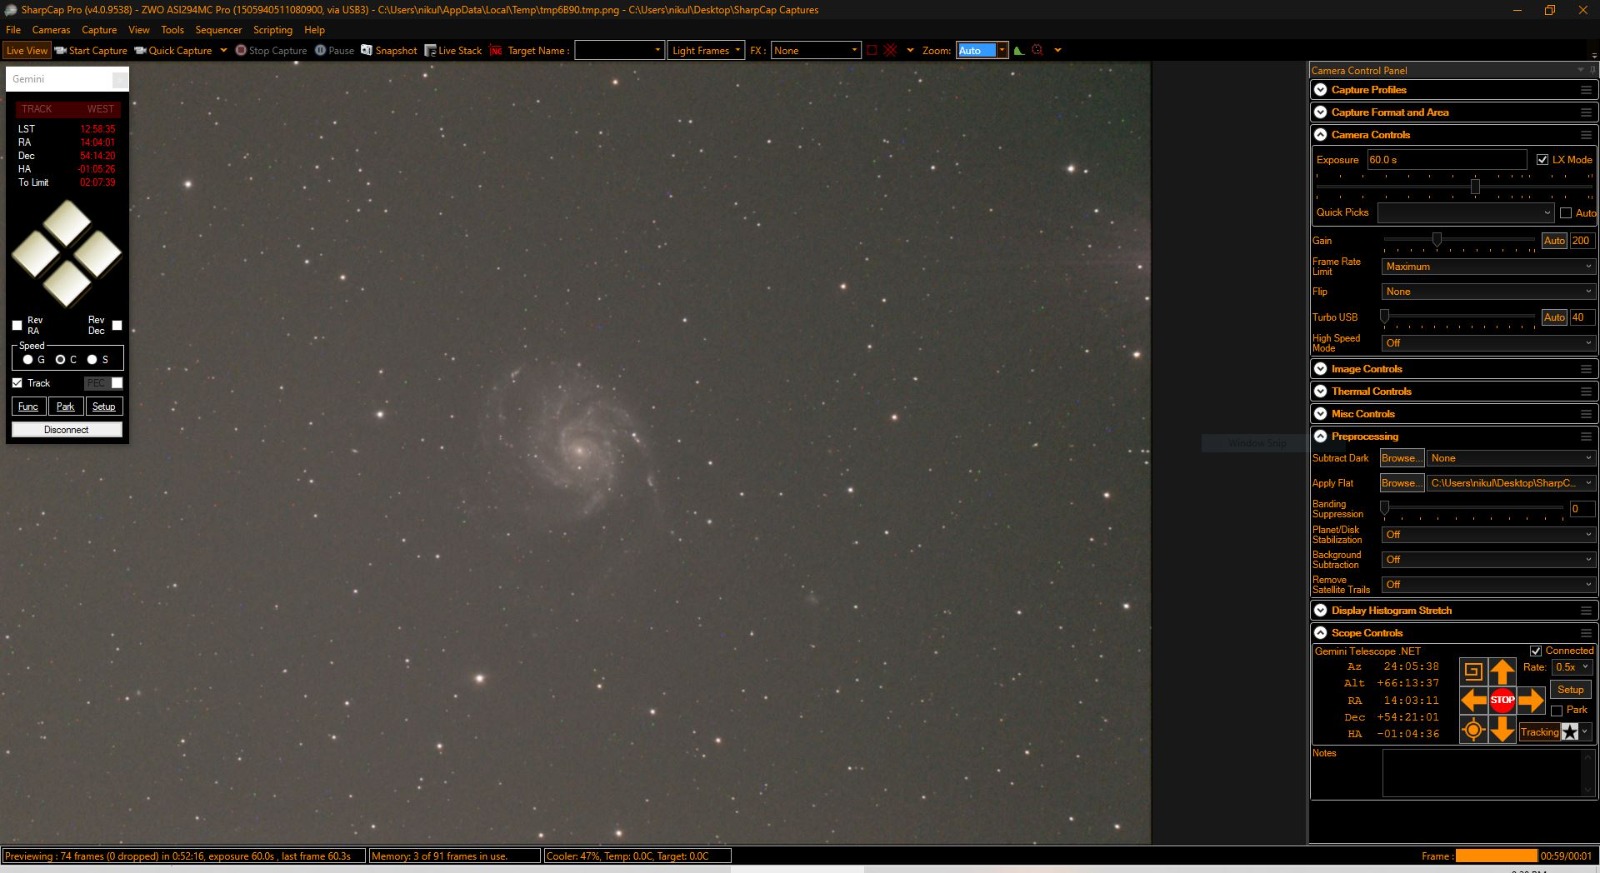 SharpCap Pro (v4.0.9538) - ZWO ASI294MC Pro (1505940511080900, via USB3) - C:\Users\nikul\AppData\Local\Temp\tmp6B90.tmp.png - C:\Users\nikul\Desktop\SharpCap Captures
File Cameras Capture View Tools Sequencer Scripting Help
Live View Start Capture Quick Capture Stop Capture Pause Snapshot Live Stack Target Name : Light Frames FX : None Zoom: Auto
Gemini
TRACK WEST
LST 12:58:35
RA 14:04:01
Dec 54:14:20
HA -01:05:26
To Limit 02:07:39
Rev RA
Rev Dec
Speed
G C S
Track PEC
Func Park Setup
Disconnect
Window Snip
Camera Control Panel
Capture Profiles
Capture Format and Area
Camera Controls
Exposure 60.0 s LX Mode
Quick Picks Auto
Gain Auto 200
Frame Rate Limit Maximum
Flip None
Turbo USB Auto 40
High Speed Mode Off
Image Controls
Thermal Controls
Misc Controls
Preprocessing
Subtract Dark Browse... None
Apply Flat Browse... C:\Users\nikul\Desktop\SharpC...
Banding Suppression 0
Planet/Disk Stabilization Off
Background Subtraction Off
Remove Satellite Trails Off
Display Histogram Stretch
Scope Controls
Gemini Telescope .NET Connected
Az 24:05:38 Rate: 0.5x
Alt +66:13:37 Setup
RA 14:03:11 STOP Park
Dec +54:21:01
HA -01:04:36 Tracking
Notes
Previewing : 74 frames (0 dropped) in 0:52:16, exposure 60.0s , last frame 60.3s Memory: 3 of 91 frames in use. Cooler: 47%, Temp: 0.0C, Target: 0.0C Frame : 00:59/00:01